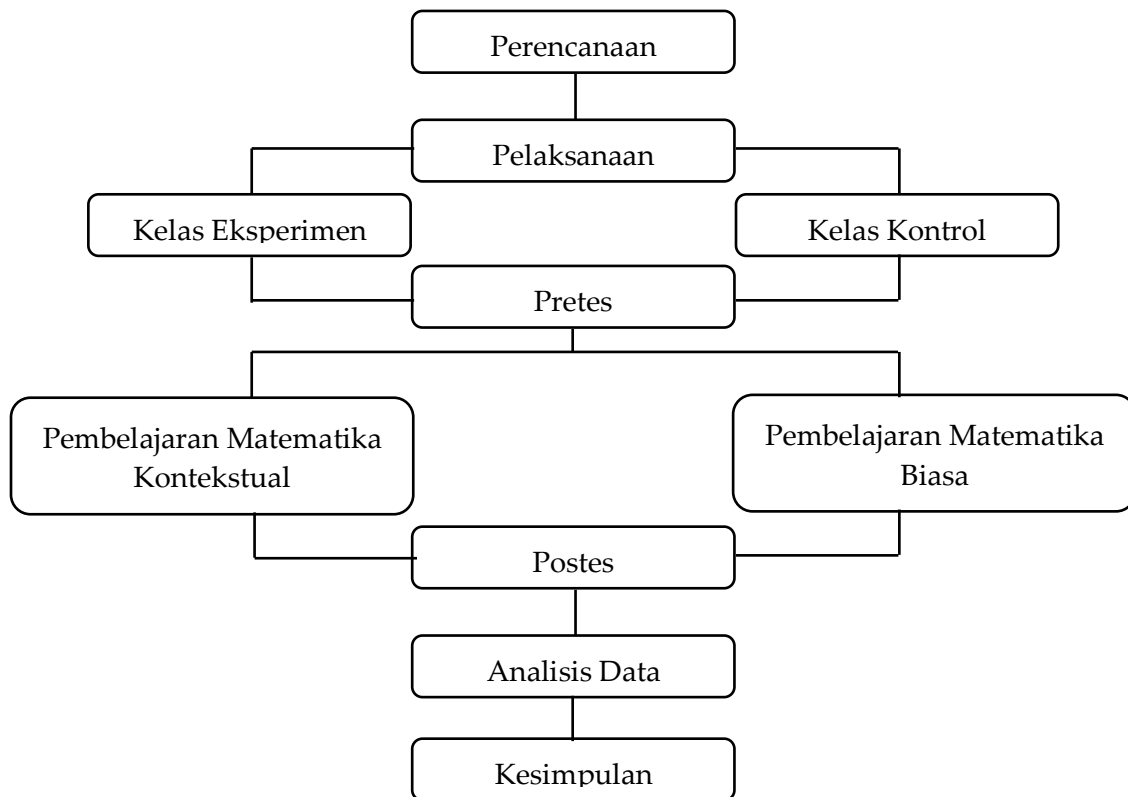 Perencanaan
Pelaksanaan
Kelas Eksperimen
Kelas Kontrol
Pretes
Pembelajaran Matematika
Kontekstual
Pembelajaran Matematika
Biasa
Postes
Analisis Data
Kesimpulan